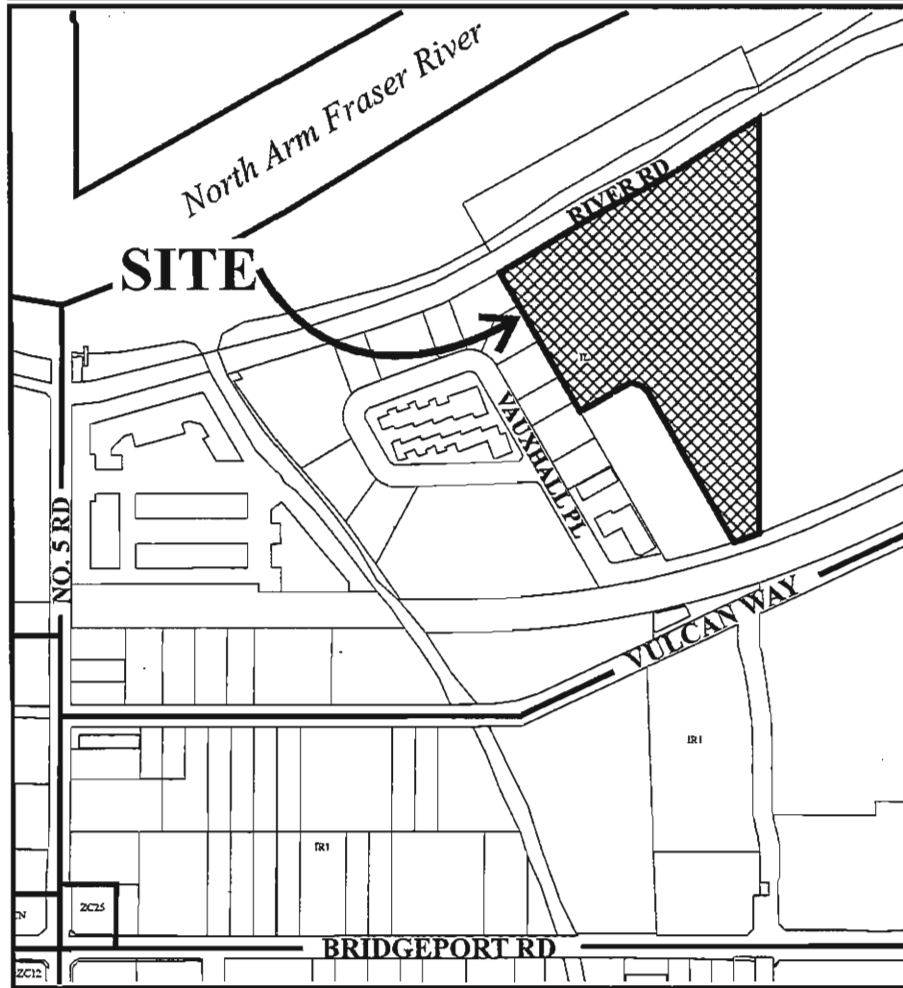 North Arm Fraser River
RIVER RD
SITE
VAUXHALL PL
NO. 5 RD
VULCAN WAY
IR1
IR1
ZC25
BRIDGEPORT RD
ZC12